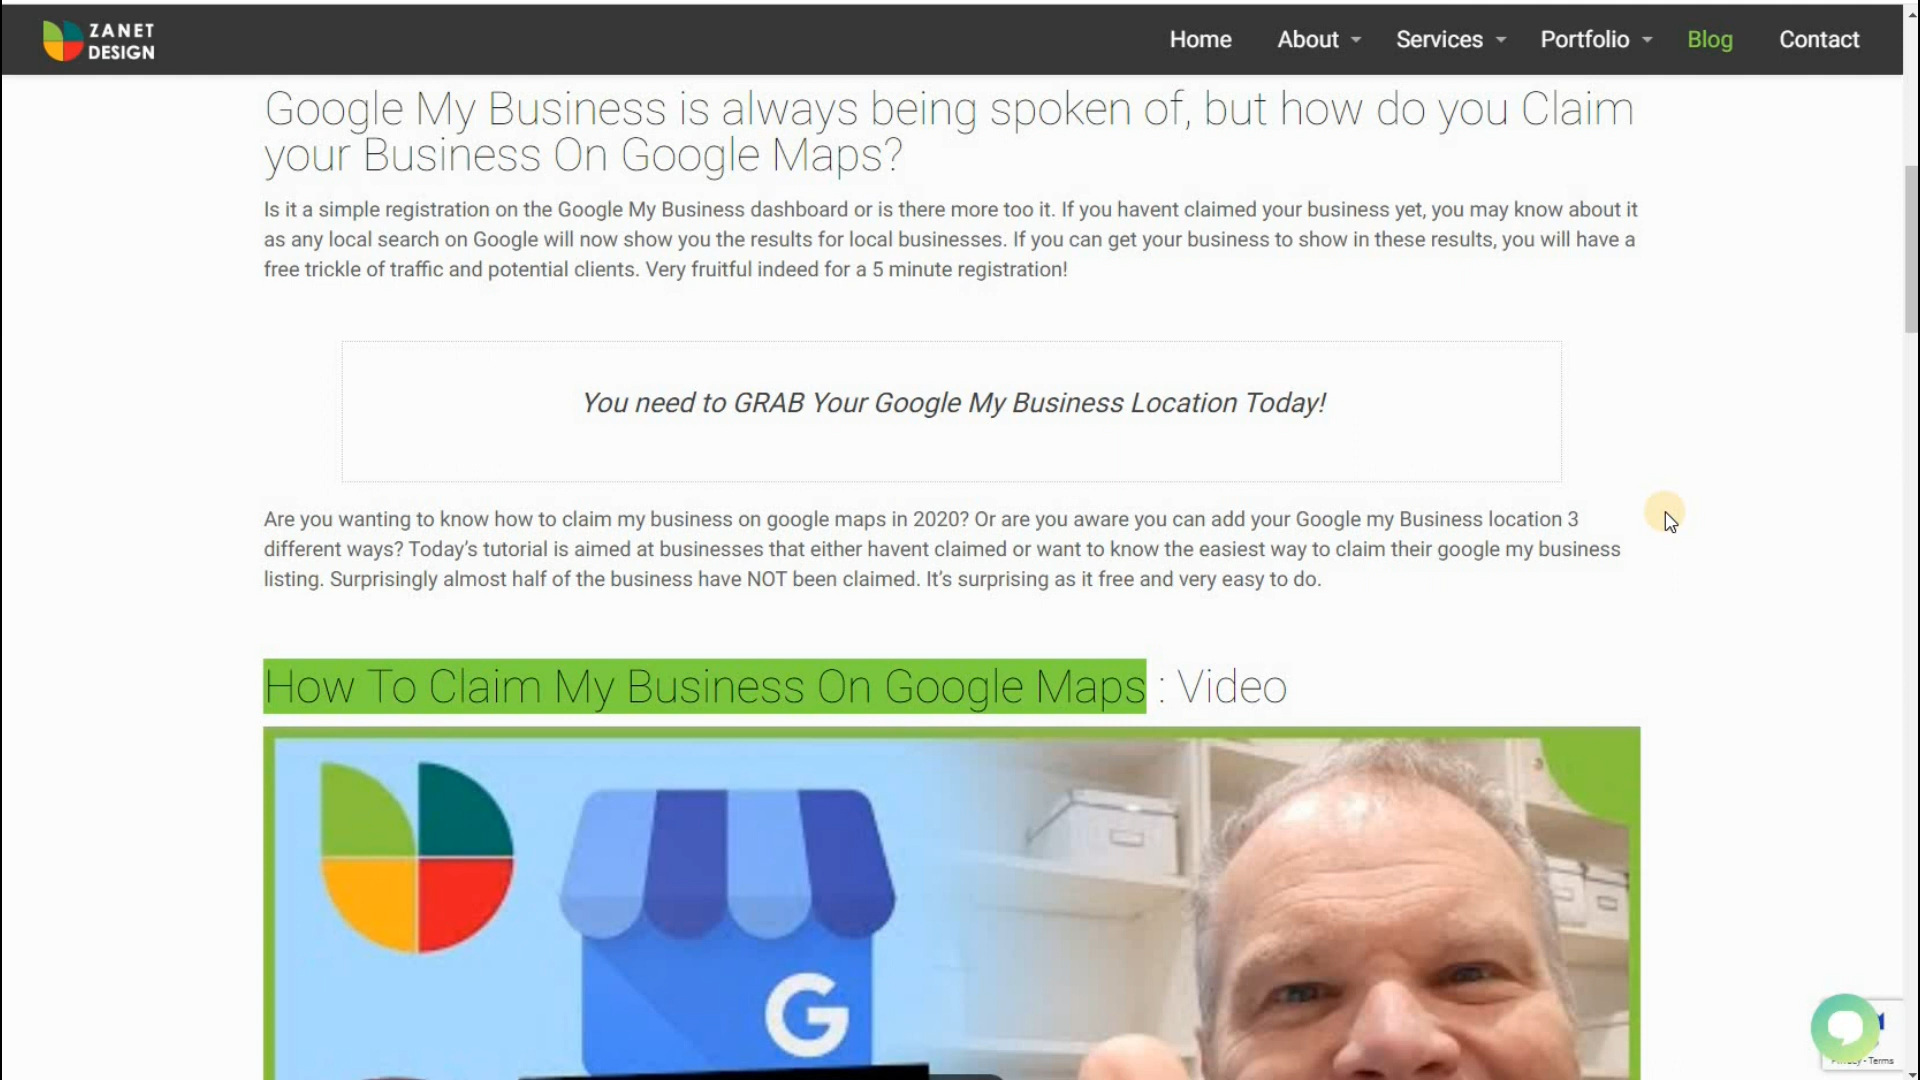 ZANET
DESIGN
Home About Services Portfolio Blog Contact
Google My Business is always being spoken of, but how do you Claim
your Business On Google Maps?
Is it a simple registration on the Google My Business dashboard or is there more too it. If you havent claimed your business yet, you may know about it
as any local search on Google will now show you the results for local businesses. If you can get your business to show in these results, you will have a
free trickle of traffic and potential clients. Very fruitful indeed for a 5 minute registration!
You need to GRAB Your Google My Business Location Today!
Are you wanting to know how to claim my business on google maps in 2020? Or are you aware you can add your Google my Business location 3
different ways? Today’s tutorial is aimed at businesses that either havent claimed or want to know the easiest way to claim their google my business
listing. Surprisingly almost half of the business have NOT been claimed. It’s surprising as it free and very easy to do.
How To Claim My Business On Google Maps : Video
G
- Terms